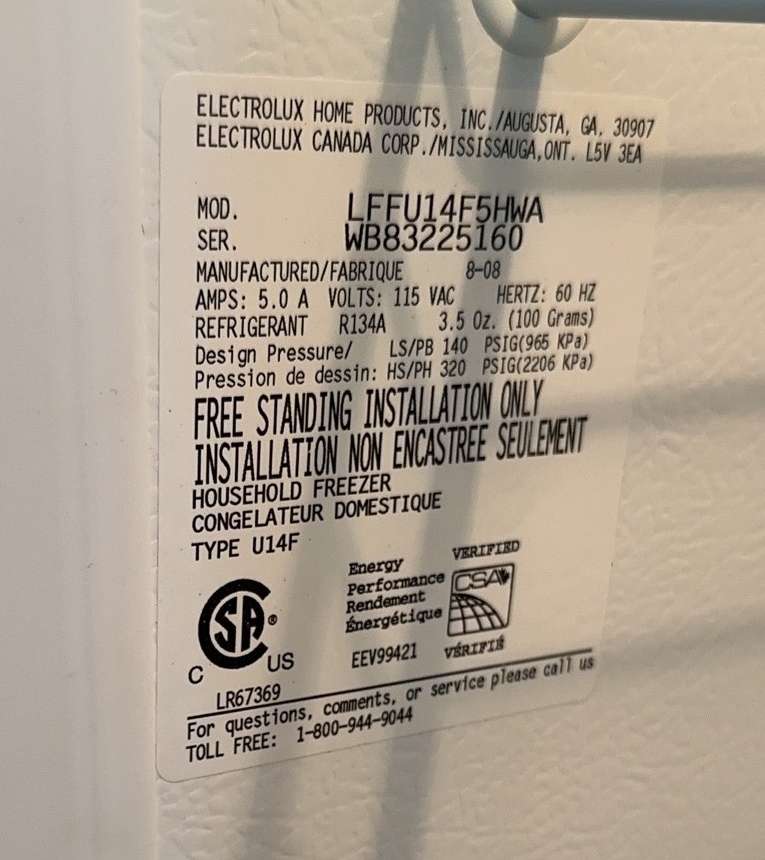 ELECTROLUX HOME PRODUCTS, INC./AUGUSTA, GA. 30907
ELECTROLUX CANADA CORP./MISSISSAUGA,ONT. L5V 3EA
MOD. LFFU14F5HWA
SER. WB83225160
MANUFACTURED/FABRIQUE 8-08
AMPS: 5.0 A VOLTS: 115 VAC HERTZ: 60 HZ
REFRIGERANT R134A 3.5 Oz. (100 Grams)
Design Pressure/ LS/PB 140 PSIG(965 KPa)
Pression de dessin: HS/PH 320 PSIG(2206 KPa)
FREE STANDING INSTALLATION ONLY
INSTALLATION NON ENCASTREE SEULEMENT
HOUSEHOLD FREEZER
CONGELATEUR DOMESTIQUE
TYPE U14F
Energy
Performance
Rendement
Énergétique
EEV99421
VERIFIED
CSA
VÉRIFIÉ
SA®
C US
LR67369
For questions, comments, or service please call us
TOLL FREE: 1-800-944-9044